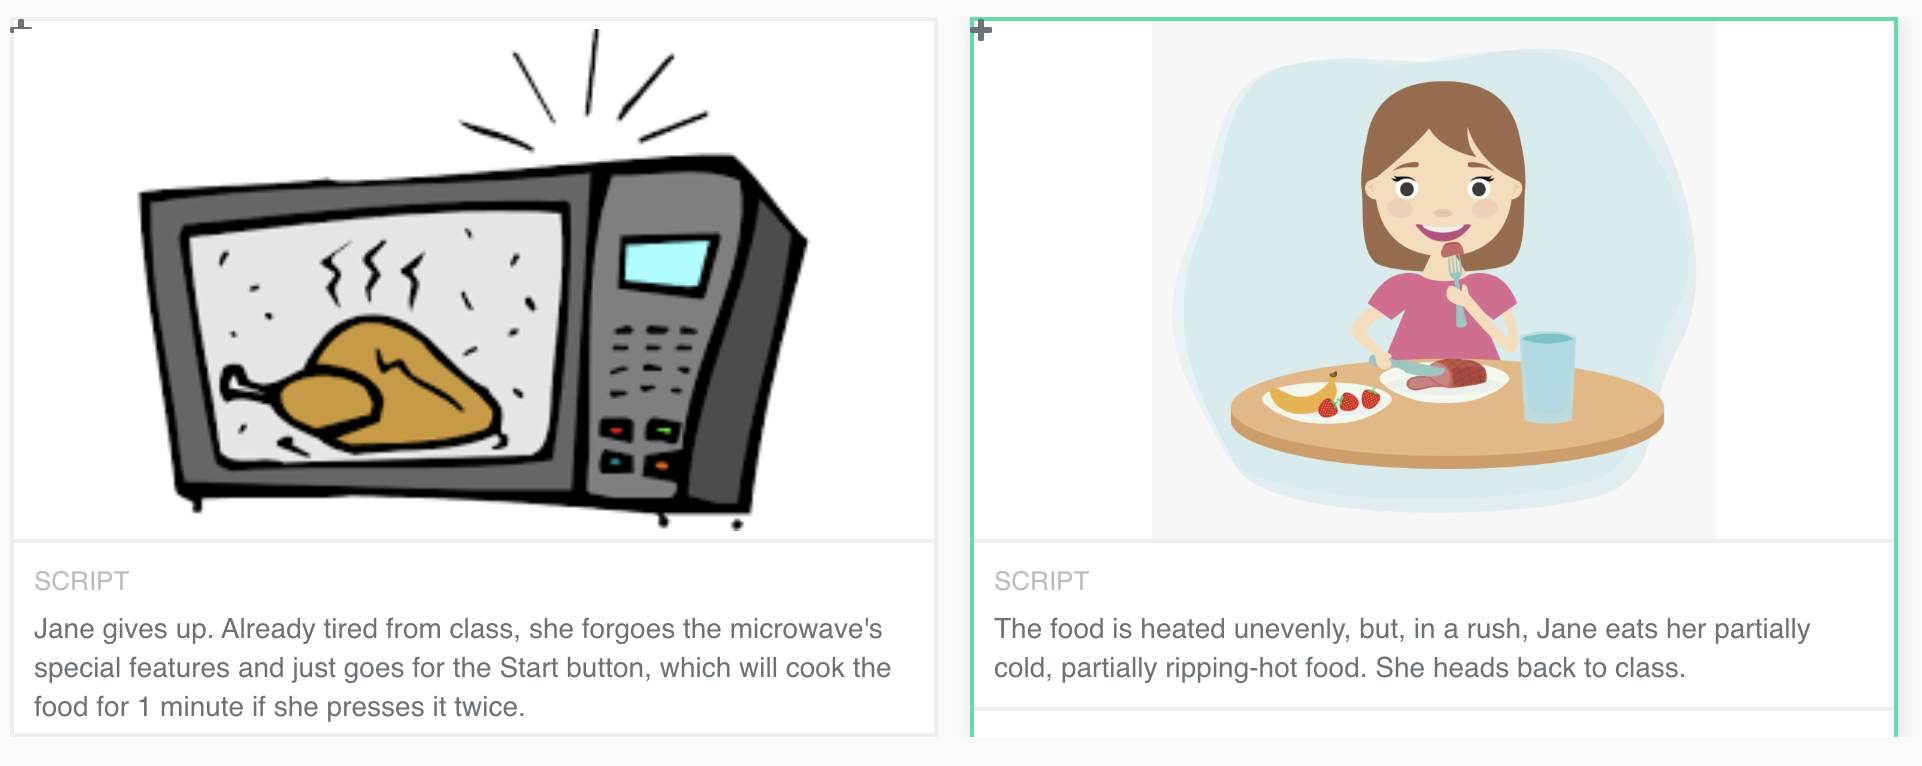 SCRIPT
Jane gives up. Already tired from class, she forgoes the microwave's
special features and just goes for the Start button, which will cook the
food for 1 minute if she presses it twice.
SCRIPT
The food is heated unevenly, but, in a rush, Jane eats her partially
cold, partially ripping-hot food. She heads back to class.